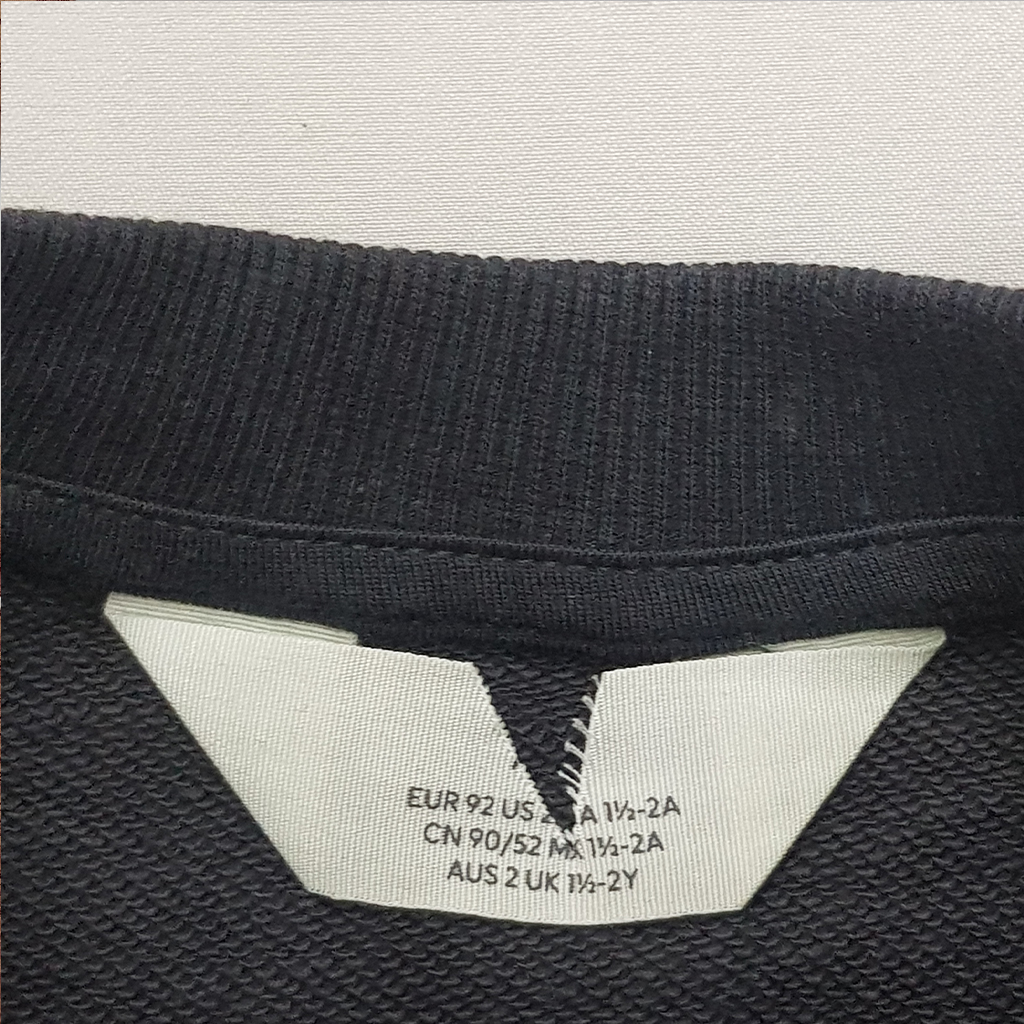 EUR 92 US A 1½-2A
CN 90/52 MX 1½-2A
AUS 2 UK 1½-2Y